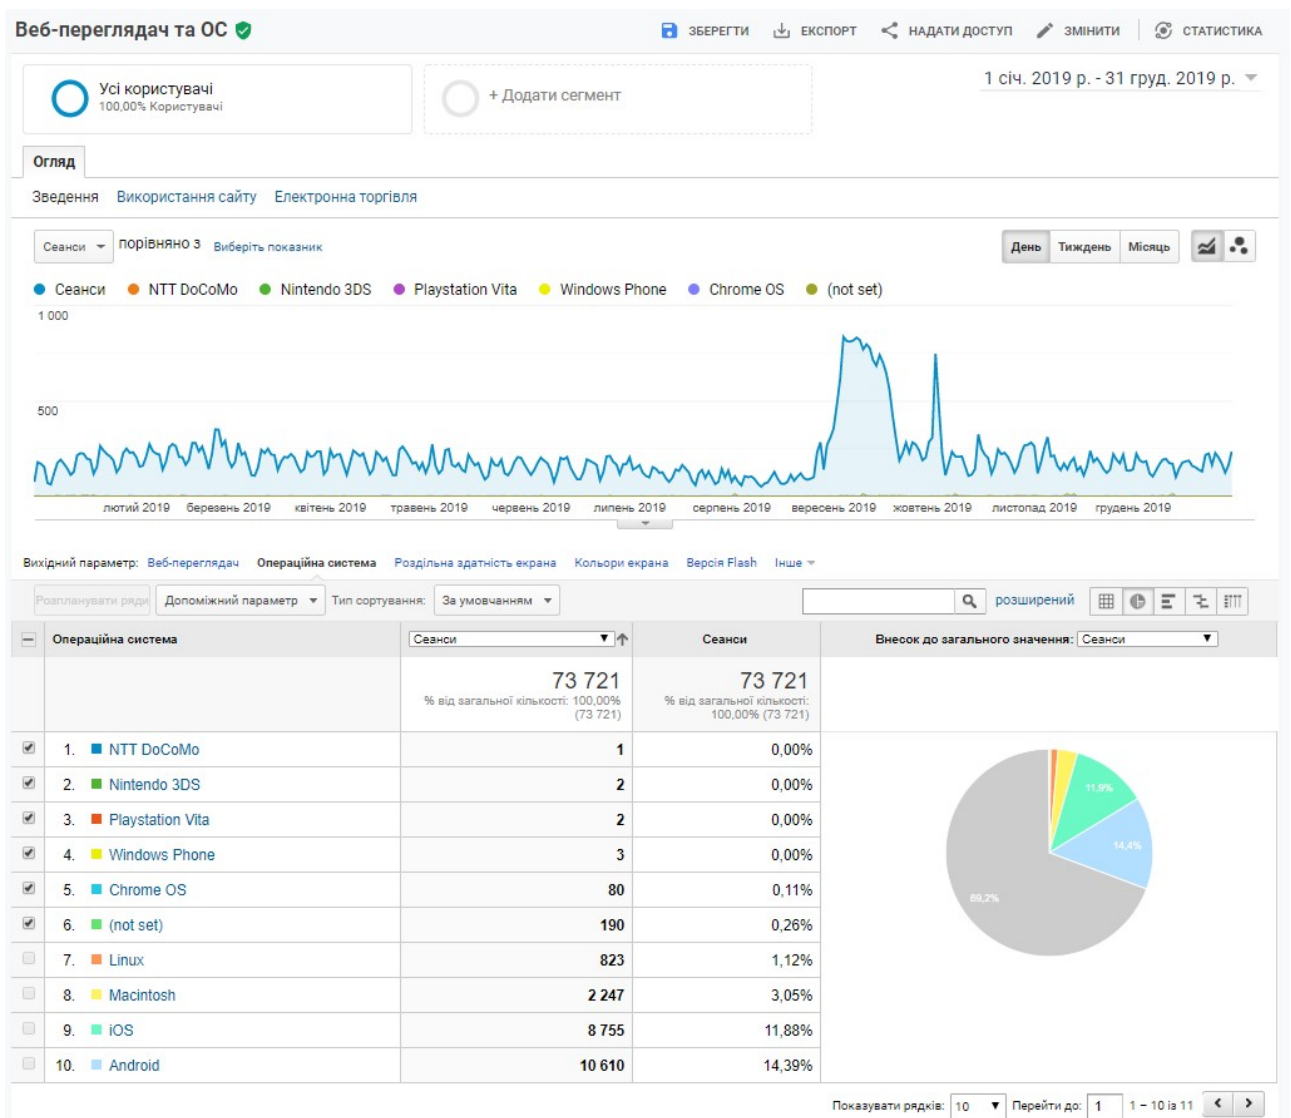 Веб-переглядач та ОС
ЗБЕРЕГТИ ЕКСПОРТ НАДАТИ ДОСТУП ЗМІНИТИ СТАТИСТИКА
Усі користувачі
100,00% Користувачі
+ Додати сегмент
1 січ. 2019 р. - 31 груд. 2019 р.
Огляд
Зведення Використання сайту Електронна торгівля
Сеанси порівняно з Виберіть показник
День Тиждень Місяць
Сеанси NTT DoCoMo Nintendo 3DS Playstation Vita Windows Phone Chrome OS (not set)
1 000
500
лютий 2019 березень 2019 квітень 2019 травень 2019 червень 2019 липень 2019 серпень 2019 вересень 2019 жовтень 2019 листопад 2019 грудень 2019
Вихідний параметр: Веб-переглядач Операційна система Роздільна здатність екрана Кольори екрана Версія Flash Інше
Розпланувати ряди Допоміжний параметр Тип сортування: За умовчанням розширений
Операційна система Сеанси Сеанси Внесок до загального значення: Сеанси
73 721 73 721
% від загальної кількості: 100,00% % від загальної кількості:
(73 721) 100,00% (73 721)
1. NTT DoCoMo 1 0,00%
2. Nintendo 3DS 2 0,00%
3. Playstation Vita 2 0,00%
4. Windows Phone 3 0,00%
5. Chrome OS 80 0,11%
6. (not set) 190 0,26%
7. Linux 823 1,12%
8. Macintosh 2 247 3,05%
9. iOS 8 755 11,88%
10. Android 10 610 14,39%
11,9%
14,4%
69,2%
Показувати рядків: 10 Перейти до: 1 1 – 10 із 11